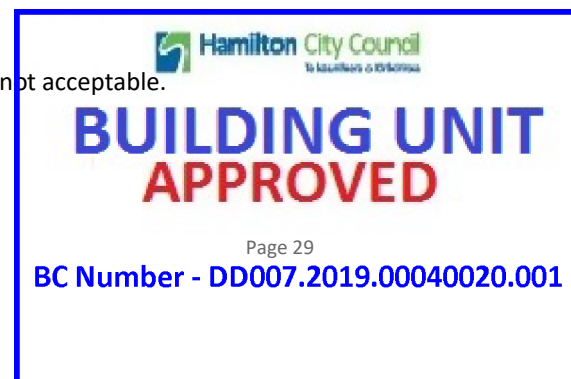 Hamilton City Council
not acceptable.
BUILDING UNIT
APPROVED
Page 29
BC Number - DD007.2019.00040020.001